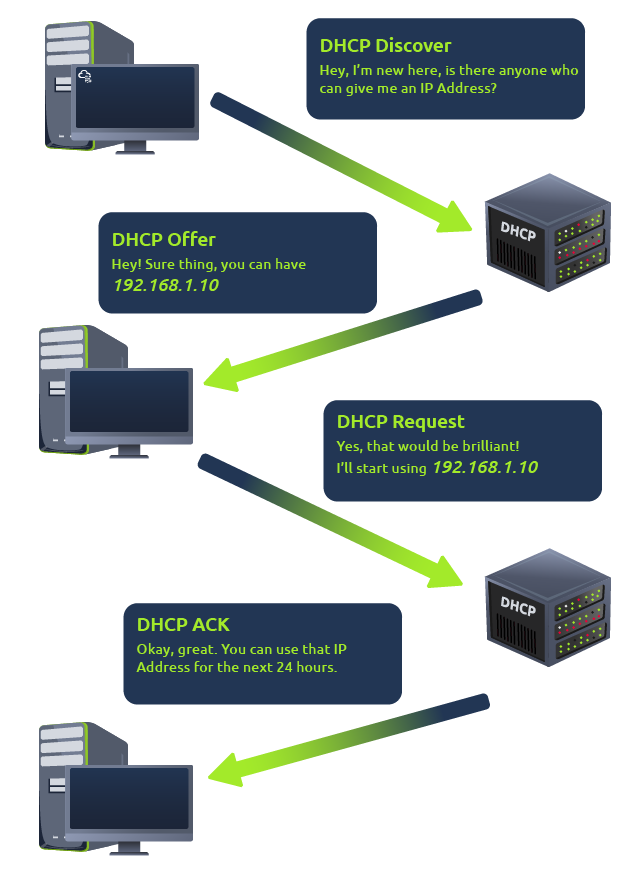 DHCP Discover
Hey, I'm new here, is there anyone who
can give me an IP Address?
DHCP
DHCP Offer
Hey! Sure thing, you can have
192.168.1.10
DHCP Request
Yes, that would be brilliant!
I'll start using 192.168.1.10
DHCP
DHCP ACK
Okay, great. You can use that IP
Address for the next 24 hours.